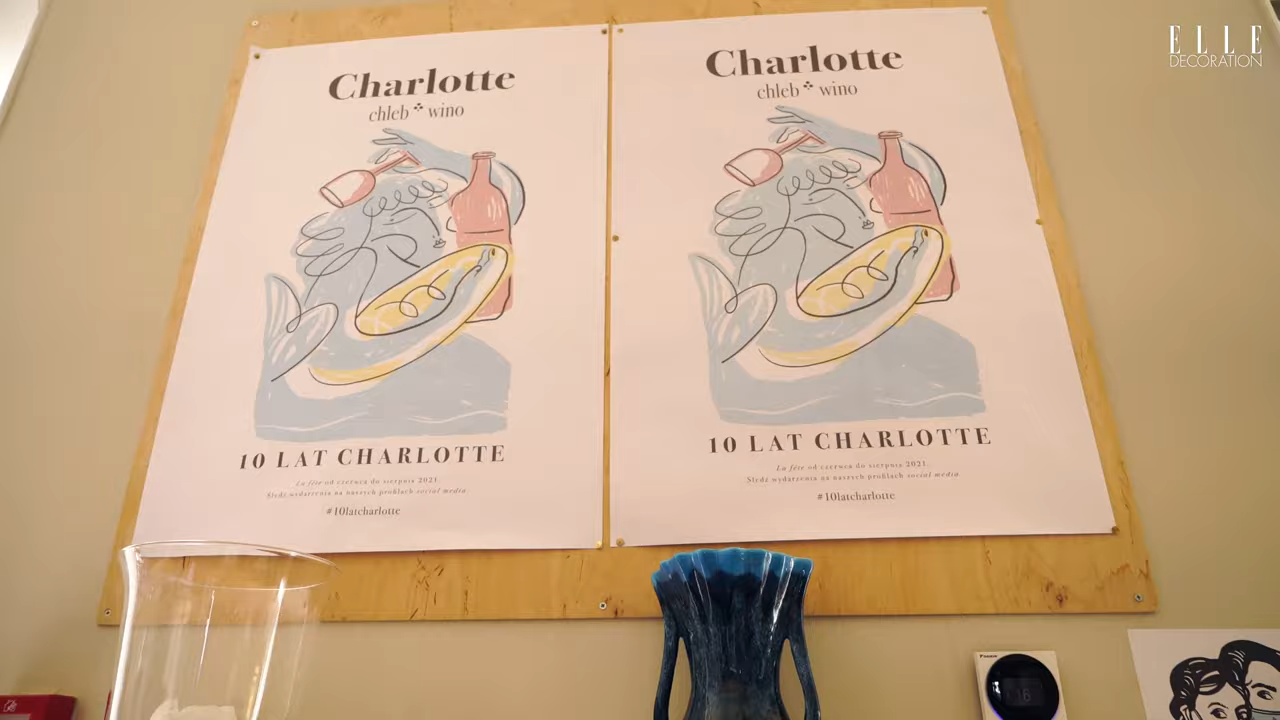 ELLE
DECORATION
Charlotte
chleb wino
10 LAT CHARLOTTE
La fête od czerwca do sierpnia 2021.
Śledź wydarzenia na naszych profilach social media
#10latcharlotte
Charlotte
chleb wino
10 LAT CHARLOTTE
La fête od czerwca do sierpnia 2021.
Śledź wydarzenia na naszych profilach social media
#10latcharlotte